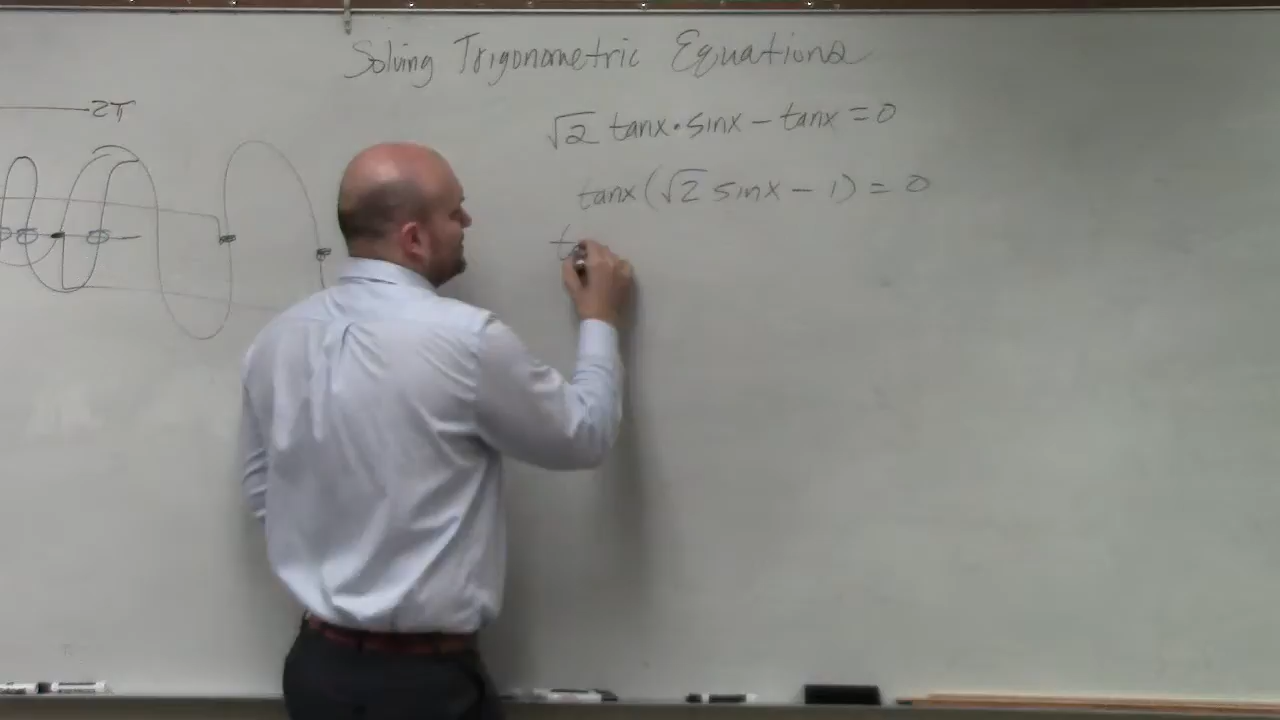 Solving Trigonometric Equations
2π
√2 tanx·sinx - tanx = 0
tanx(√2 sinx - 1) = 0
t